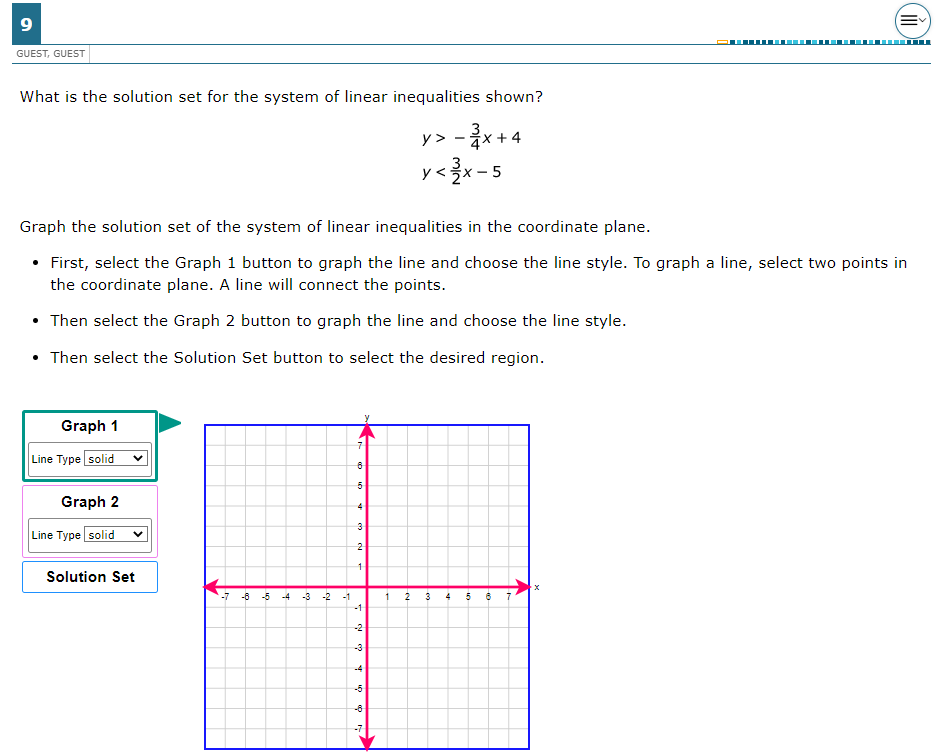 9
GUEST, GUEST
What is the solution set for the system of linear inequalities shown?
y > − 3/4 x + 4
y < 3/2 x − 5
Graph the solution set of the system of linear inequalities in the coordinate plane.
• First, select the Graph 1 button to graph the line and choose the line style. To graph a line, select two points in
the coordinate plane. A line will connect the points.
• Then select the Graph 2 button to graph the line and choose the line style.
• Then select the Solution Set button to select the desired region.
Graph 1
Line Type solid
Graph 2
Line Type solid
Solution Set
y
7
6
5
4
3
2
1
-7 -6 -5 -4 -3 -2 -1 1 2 3 4 5 6 7 x
-1
-2
-3
-4
-5
-6
-7